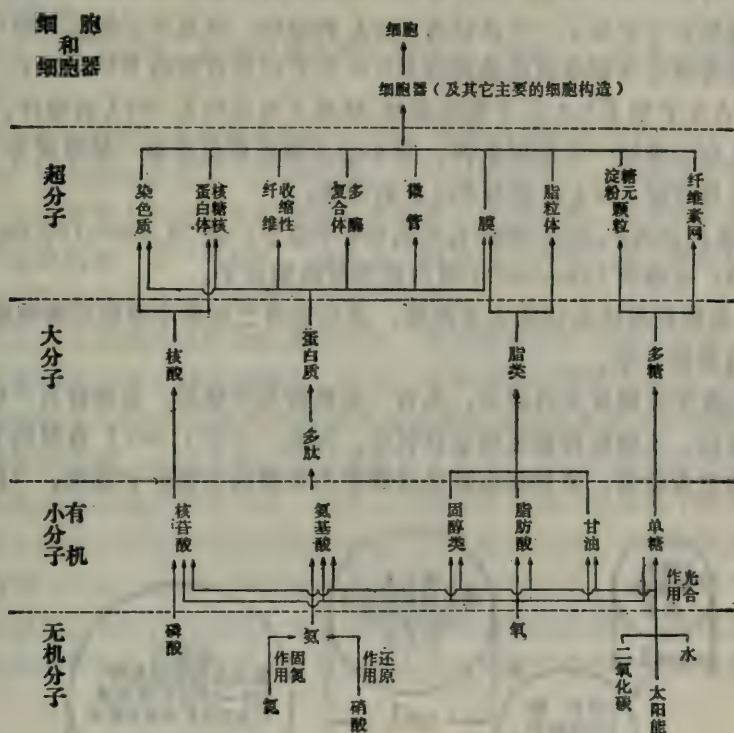 细胞
和
细胞器
细胞
细胞器（及其它主要的细胞构造）
超分子
染色质
核糖核
蛋白体
收缩性
纤维
多酶
复合体
微管
膜
脂粒体
糖元
淀粉颗粒
纤维素网
大分子
核酸
蛋白质
脂类
多糖
多肽
有机
小分子
核苷酸
氨基酸
固醇类
脂肪酸
甘油
单糖
光合
作用
无机分子
磷酸
氨
氧
固氮
作用
还原
作用
氮
硝酸
二氧化碳
太阳能
水